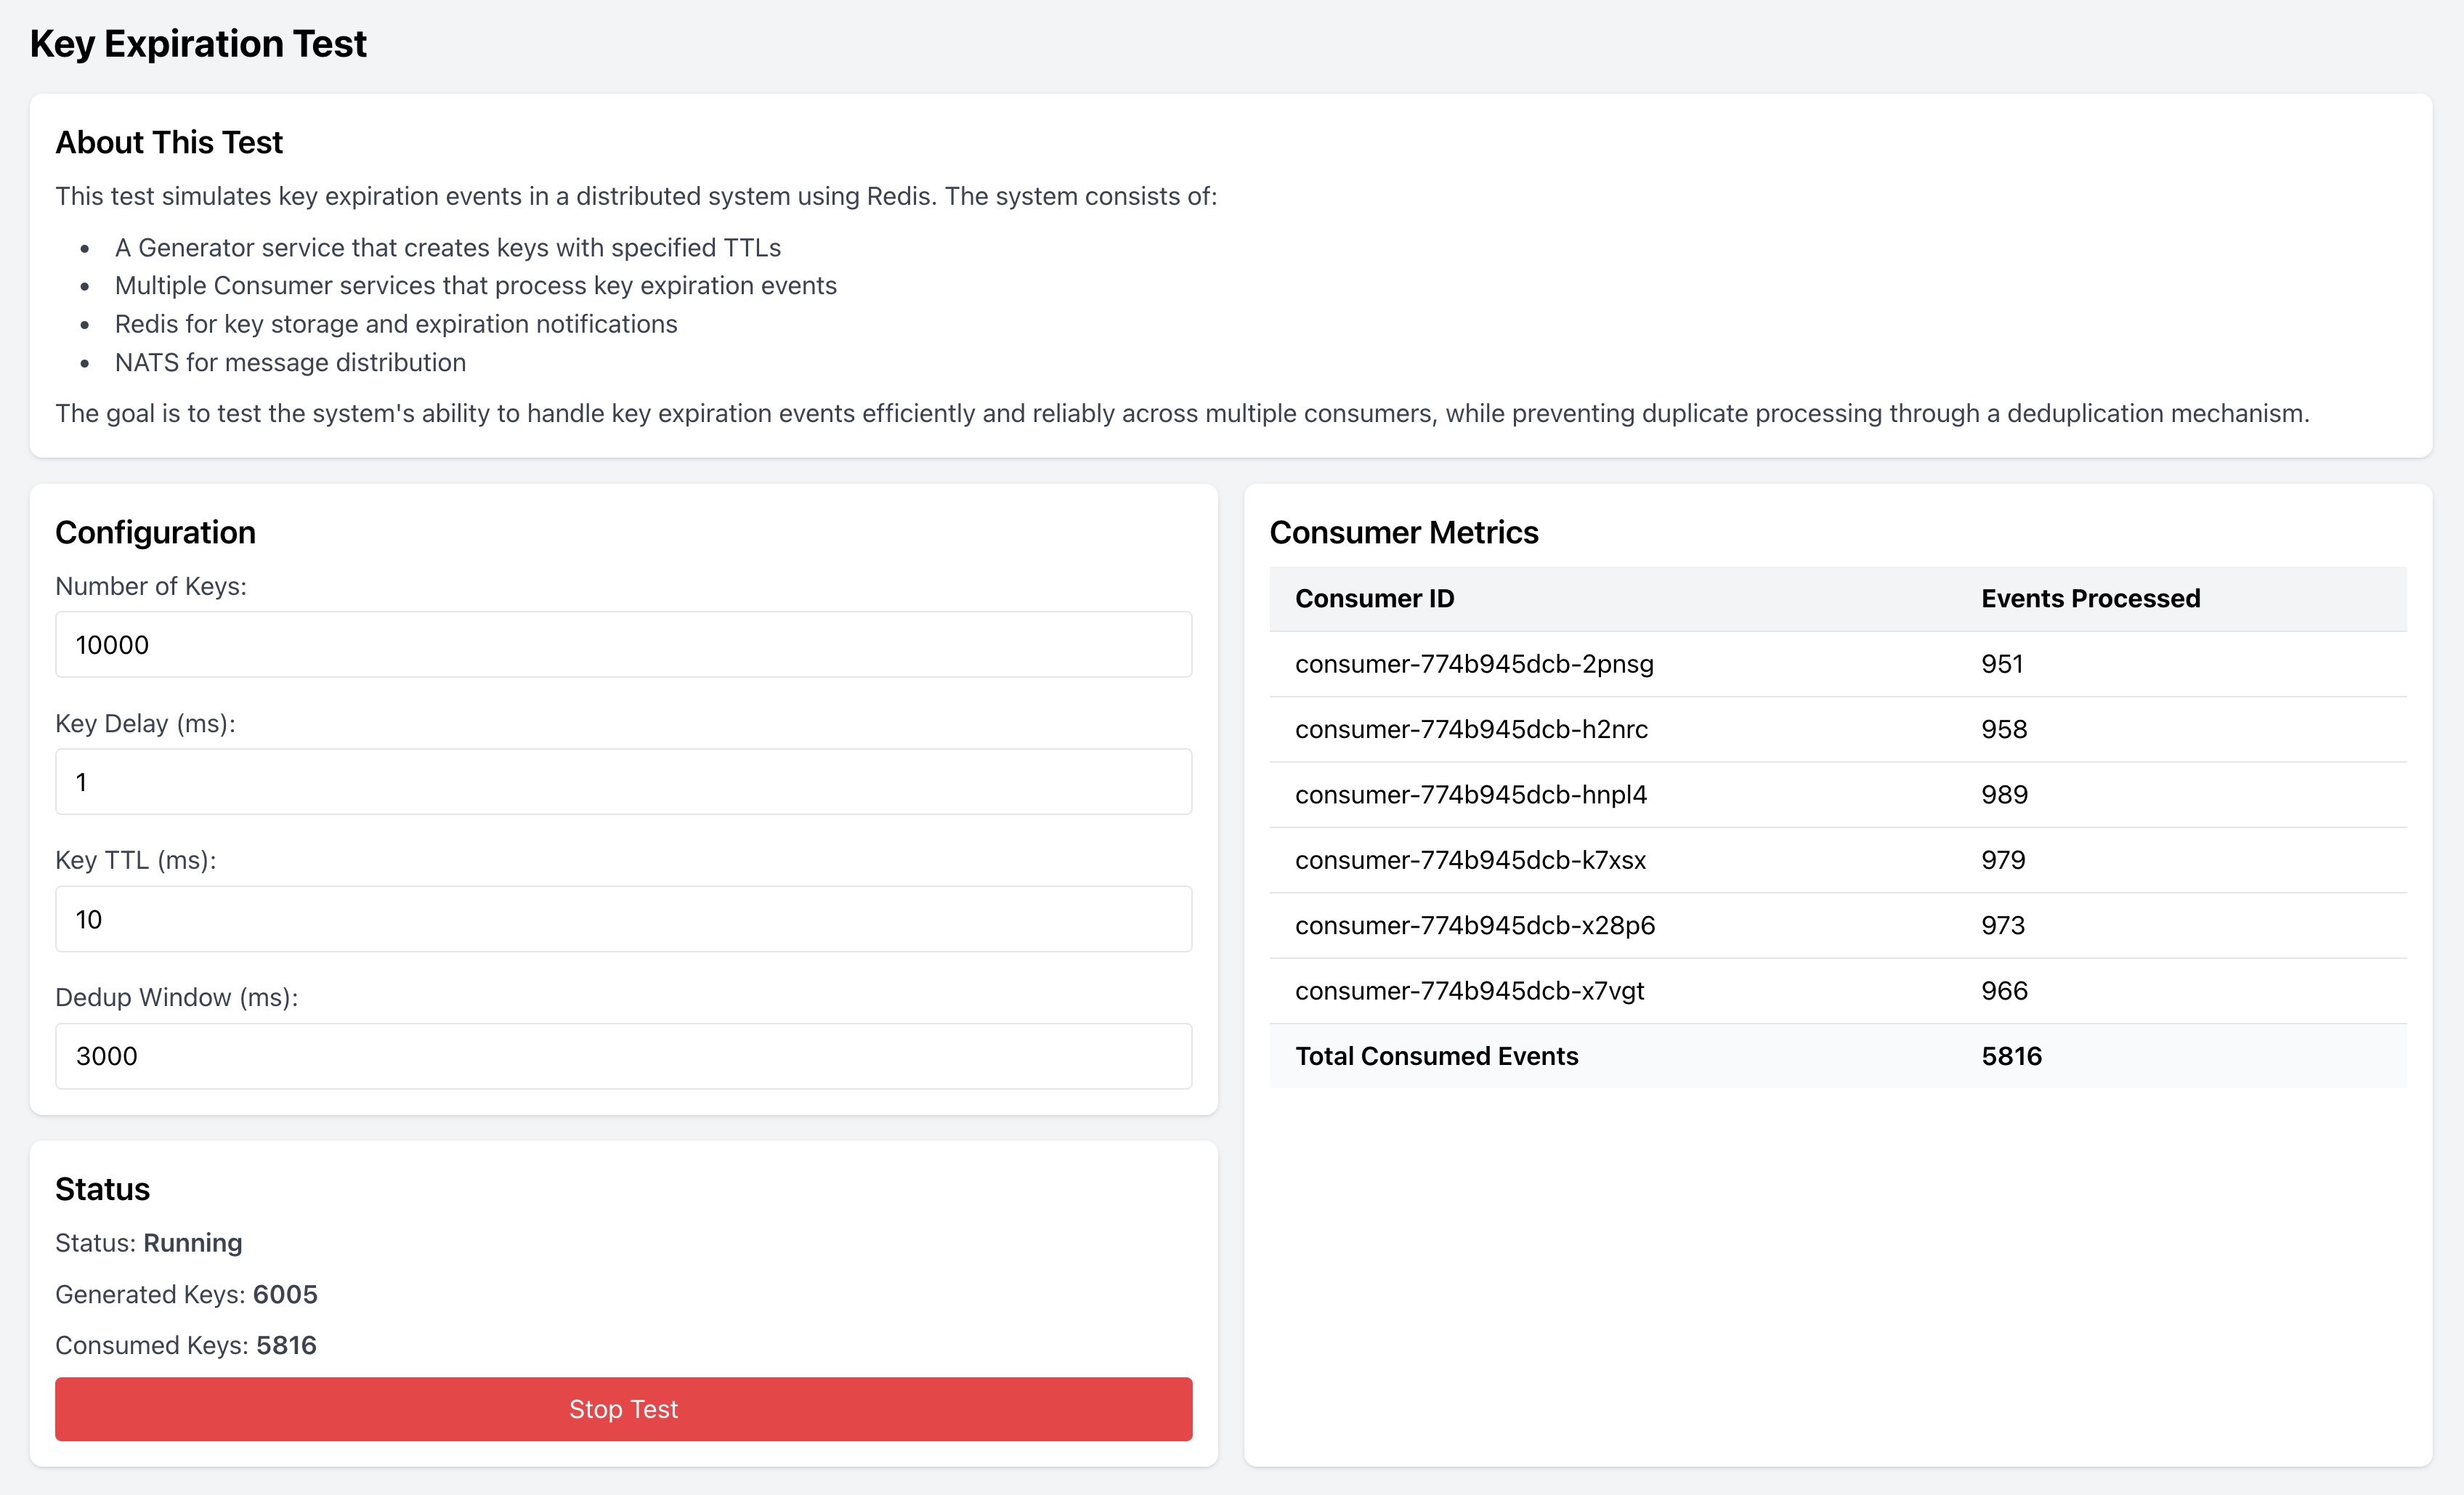 Key Expiration Test
About This Test
This test simulates key expiration events in a distributed system using Redis. The system consists of:
• A Generator service that creates keys with specified TTLs
• Multiple Consumer services that process key expiration events
• Redis for key storage and expiration notifications
• NATS for message distribution
The goal is to test the system's ability to handle key expiration events efficiently and reliably across multiple consumers, while preventing duplicate processing through a deduplication mechanism.
Configuration
Number of Keys:
10000
Key Delay (ms):
1
Key TTL (ms):
10
Dedup Window (ms):
3000
Status
Status: Running
Generated Keys: 6005
Consumed Keys: 5816
Stop Test
Consumer Metrics
Consumer ID Events Processed
consumer-774b945dcb-2pnsg 951
consumer-774b945dcb-h2nrc 958
consumer-774b945dcb-hnpl4 989
consumer-774b945dcb-k7xsx 979
consumer-774b945dcb-x28p6 973
consumer-774b945dcb-x7vgt 966
Total Consumed Events 5816